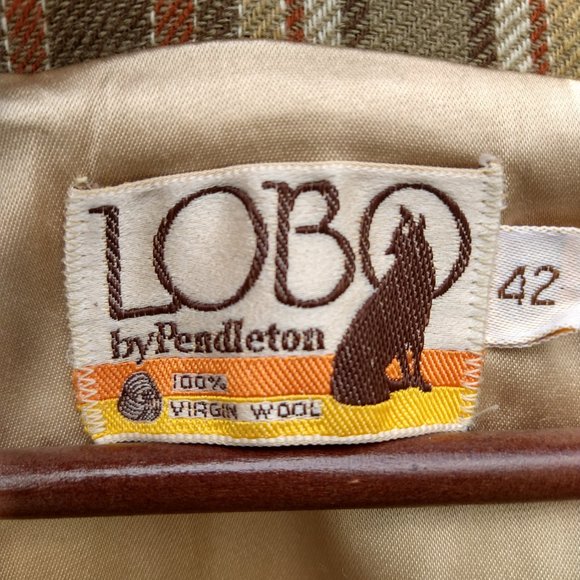 LOBO
by Pendleton
100%
VIRGIN WOOL
42